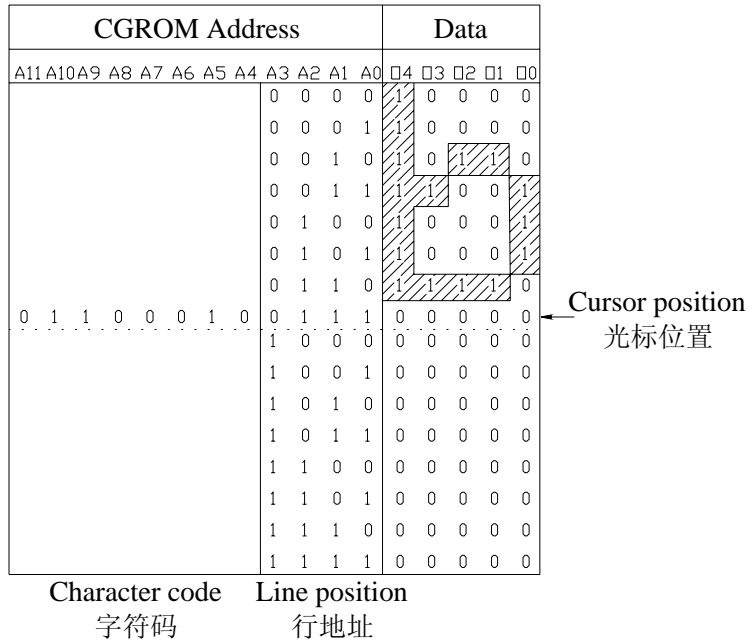 CGROM Address Data
A11 A10 A9 A8 A7 A6 A5 A4 A3 A2 A1 A0 D4 D3 D2 D1 D0
0 0 0 0 1 0 0 0 0
0 0 0 1 1 0 0 0 0
0 0 1 0 1 0 1 1 0
0 0 1 1 1 1 0 0 1
0 1 0 0 1 0 0 0 1
0 1 0 1 1 0 0 0 1
0 1 1 0 1 1 1 1 0
0 1 1 0 0 0 1 0 0 1 1 1 0 0 0 0 0 Cursor position
光标位置
1 0 0 0 0 0 0 0 0
1 0 0 1 0 0 0 0 0
1 0 1 0 0 0 0 0 0
1 0 1 1 0 0 0 0 0
1 1 0 0 0 0 0 0 0
1 1 0 1 0 0 0 0 0
1 1 1 0 0 0 0 0 0
1 1 1 1 0 0 0 0 0
Character code Line position
字符码 行地址